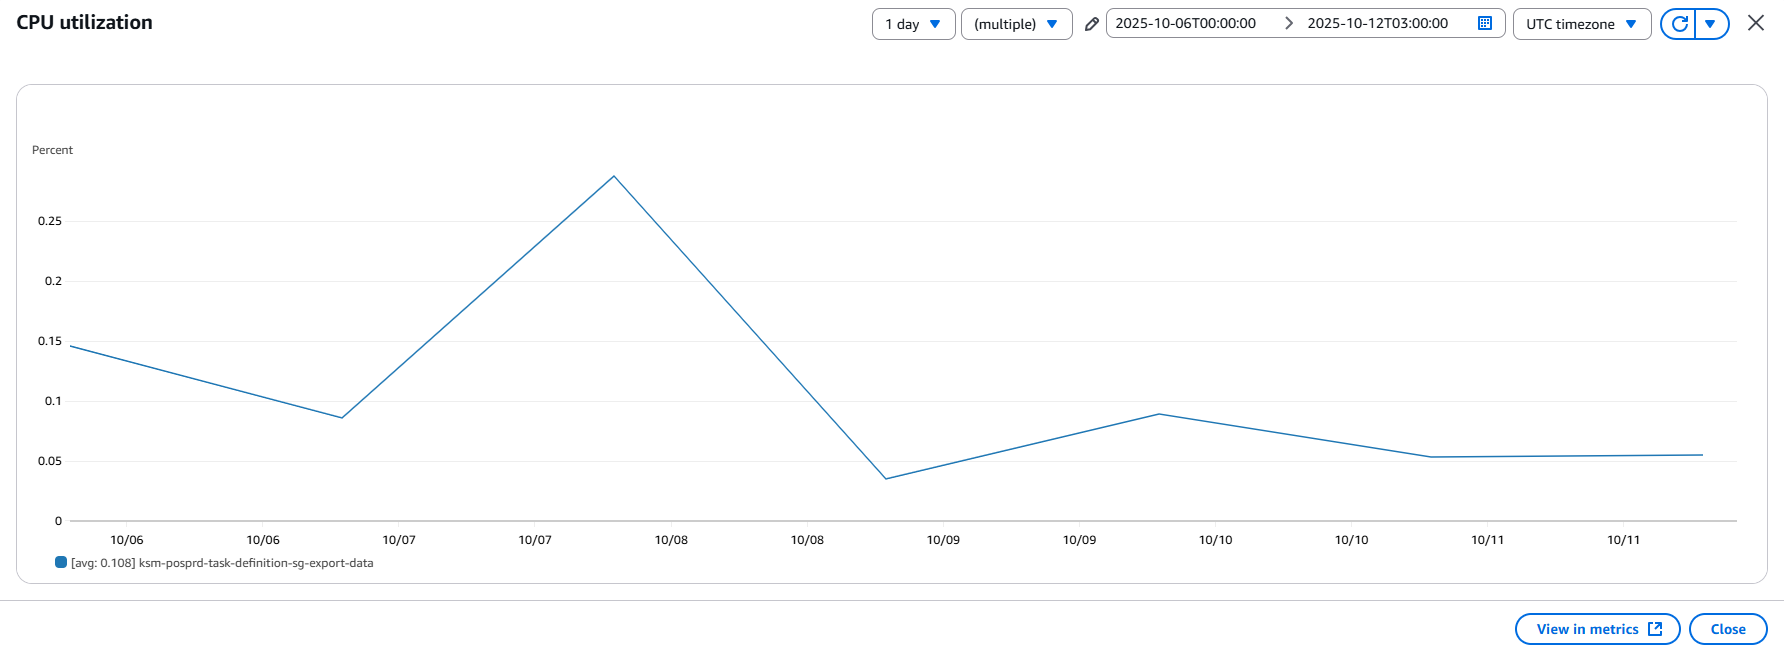 CPU utilization
1 day
(multiple)
2025-10-06T00:00:00
2025-10-12T03:00:00
UTC timezone
Percent
0.25
0.2
0.15
0.1
0.05
0
10/06 10/06 10/07 10/07 10/08 10/08 10/09 10/09 10/10 10/10 10/11 10/11
[avg: 0.108] ksm-posprd-task-definition-sg-export-data
View in metrics
Close